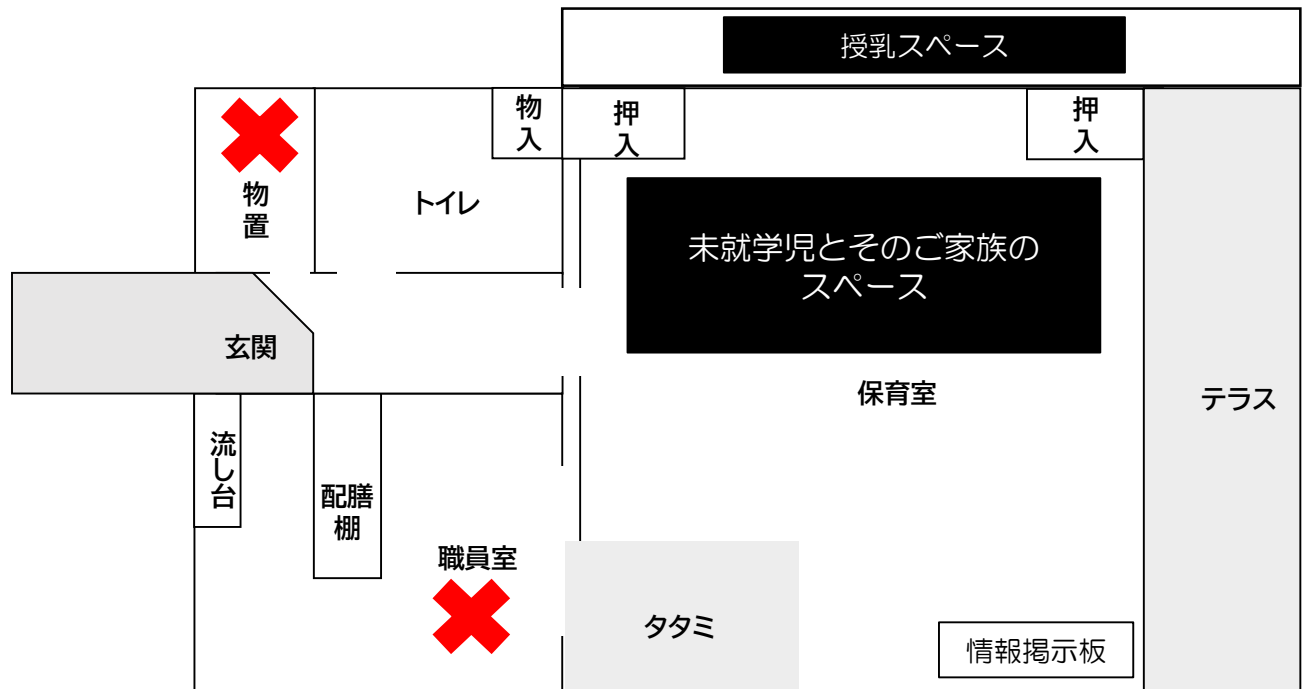 授乳スペース
物入
押入
押入
物置
トイレ
未就学児とそのご家族の
スペース
玄関
保育室
テラス
流し台
配膳
棚
職員室
タタミ
情報掲示板